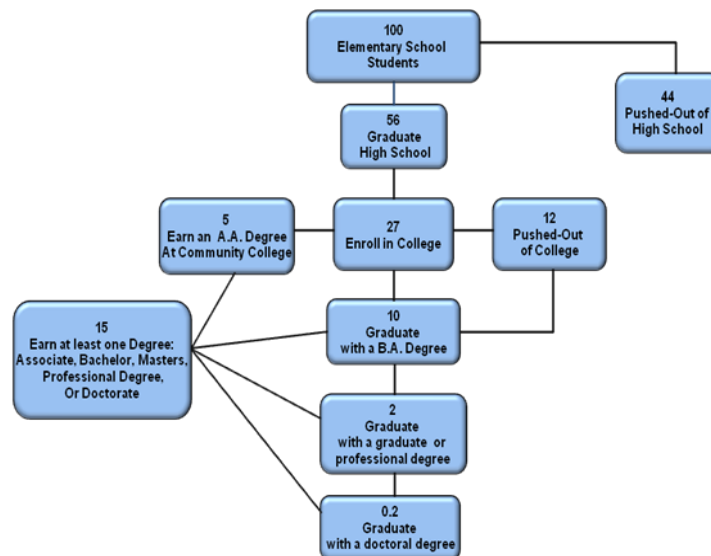 100
Elementary School
Students
44
Pushed-Out of
High School
56
Graduate
High School
5
Earn an A.A. Degree
At Community College
27
Enroll in College
12
Pushed-Out
of College
15
Earn at least one Degree:
Associate, Bachelor, Masters,
Professional Degree,
Or Doctorate
10
Graduate
with a B.A. Degree
2
Graduate
with a graduate or
professional degree
0.2
Graduate
with a doctoral degree